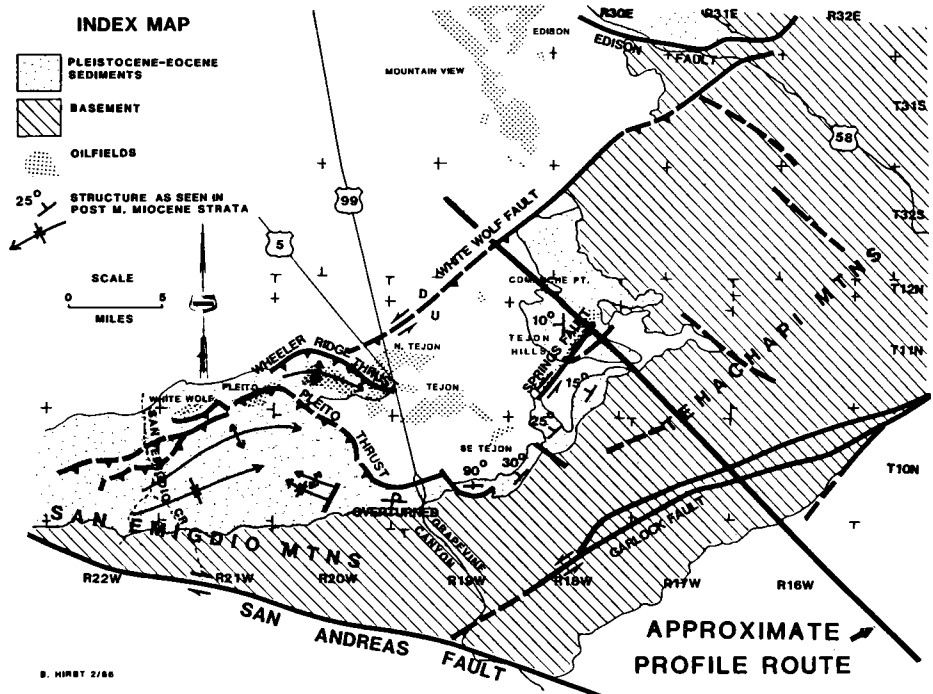 INDEX MAP
PLEISTOCENE-EOCENE
SEDIMENTS
BASEMENT
OILFIELDS
25°
STRUCTURE AS SEEN IN
POST M. MIOCENE STRATA
SCALE
0 5
MILES
R30E
R31E
R32E
EDISON
EDISON FAULT
MOUNTAIN VIEW
T31S
58
99
5
T32S
WHITE WOLF FAULT
COMANCHE PT.
T12N
D
U
10°
TEJON
HILLS
SPRINGS FAULT
N. TEJON
T11N
WHEELER RIDGE THRUST
TEJON
15°
PLEITO
WHITE WOLF
PLEITO THRUST
25°
TEHACHAPI MTNS
SE TEJON
90°
30°
T10N
OVERTURNED
GRAPEVINE
CANYON
GARLOCK FAULT
SAN EMIGDIO MTNS
R22W
R21W
R20W
R19W
R18W
R17W
R16W
SAN ANDREAS FAULT
APPROXIMATE
PROFILE ROUTE
B. HIRST 2/86